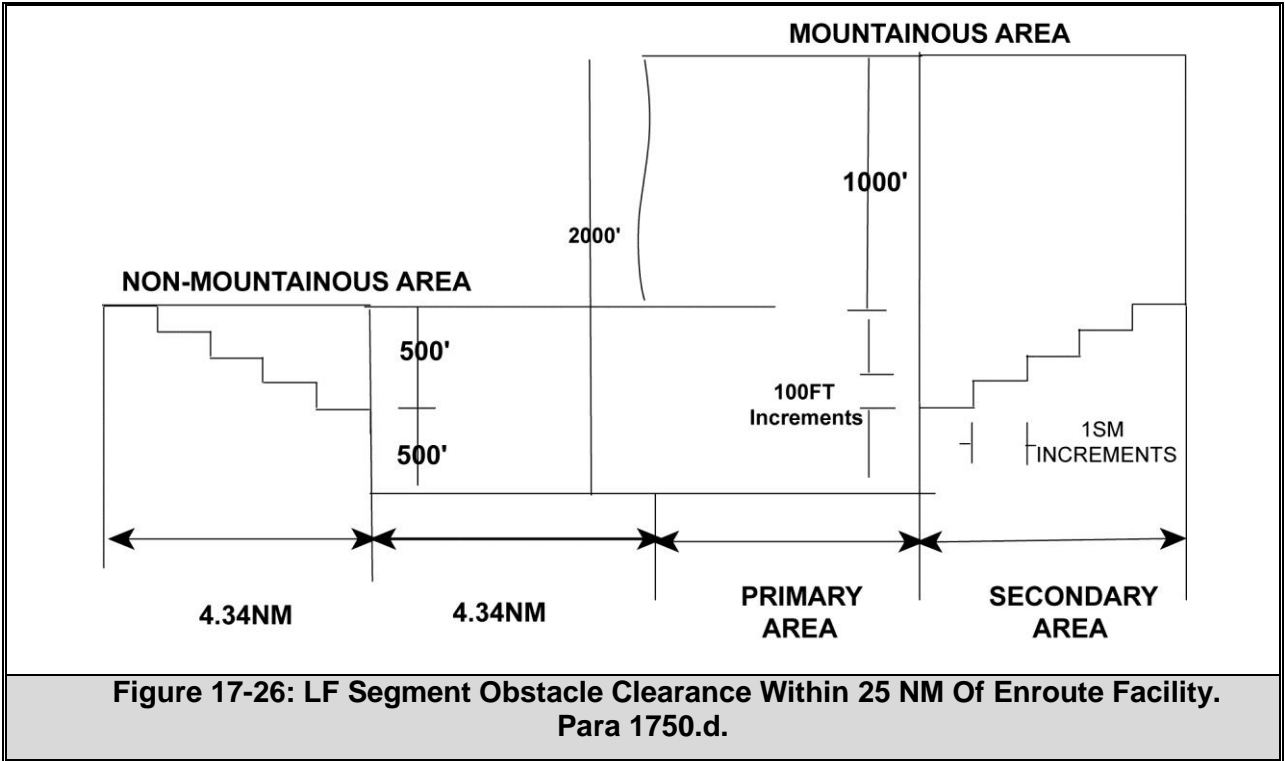 MOUNTAINOUS AREA
1000'
2000'
NON-MOUNTAINOUS AREA
500'
100FT
Increments
500'
1SM
INCREMENTS
4.34NM
4.34NM
PRIMARY
AREA
SECONDARY
AREA
Figure 17-26: LF Segment Obstacle Clearance Within 25 NM Of Enroute Facility.
Para 1750.d.